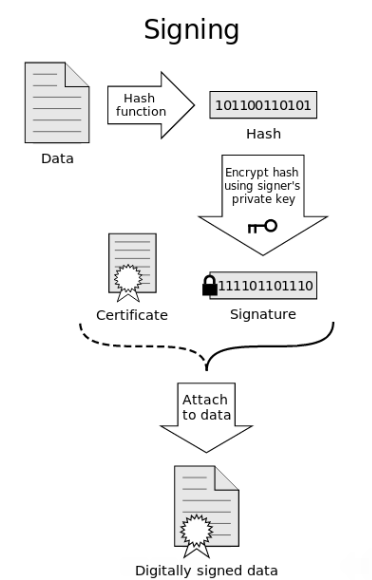 Signing
Hash
function
101100110101
Data
Hash
Encrypt hash
using signer's
private key
111101101110
Certificate
Signature
Attach
to data
Digitally signed data